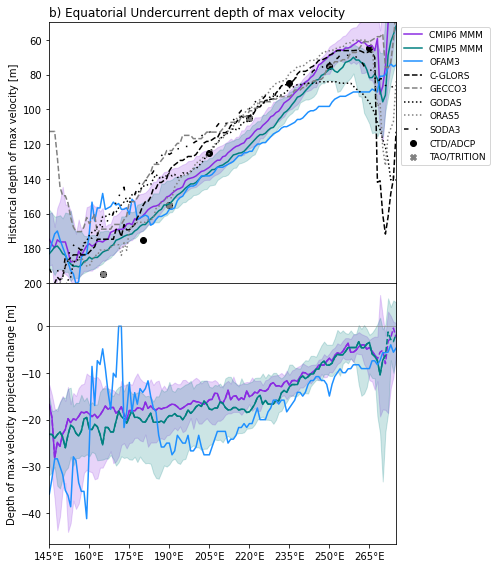 b) Equatorial Undercurrent depth of max velocity
Historical depth of max velocity [m]
60
80
100
120
140
160
180
200
CMIP6 MMM
CMIP5 MMM
OFAM3
C-GLORS
GECCO3
GODAS
ORAS5
SODA3
CTD/ADCP
TAO/TRITION
Depth of max velocity projected change [m]
0
−10
−20
−30
−40
145°E 160°E 175°E 190°E 205°E 220°E 235°E 250°E 265°E